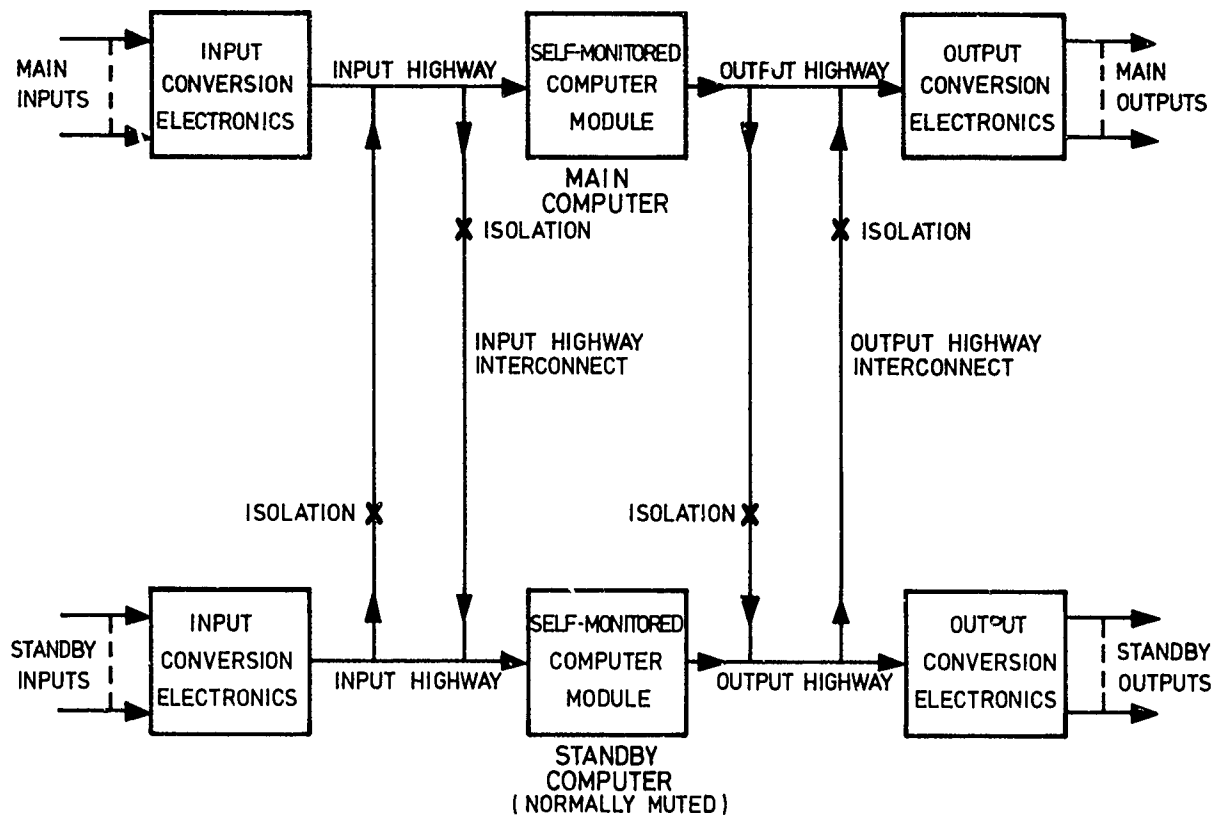 MAIN
INPUTS
INPUT
CONVERSION
ELECTRONICS
INPUT HIGHWAY
SELF-MONITORED
COMPUTER
MODULE
MAIN
COMPUTER
OUTPUT HIGHWAY
OUTPUT
CONVERSION
ELECTRONICS
MAIN
OUTPUTS
ISOLATION
ISOLATION
INPUT HIGHWAY
INTERCONNECT
OUTPUT HIGHWAY
INTERCONNECT
ISOLATION
ISOLATION
STANDBY
INPUTS
INPUT
CONVERSION
ELECTRONICS
INPUT HIGHWAY
SELF-MONITORED
COMPUTER
MODULE
STANDBY
COMPUTER
(NORMALLY MUTED)
OUTPUT HIGHWAY
OUTPUT
CONVERSION
ELECTRONICS
STANDBY
OUTPUTS